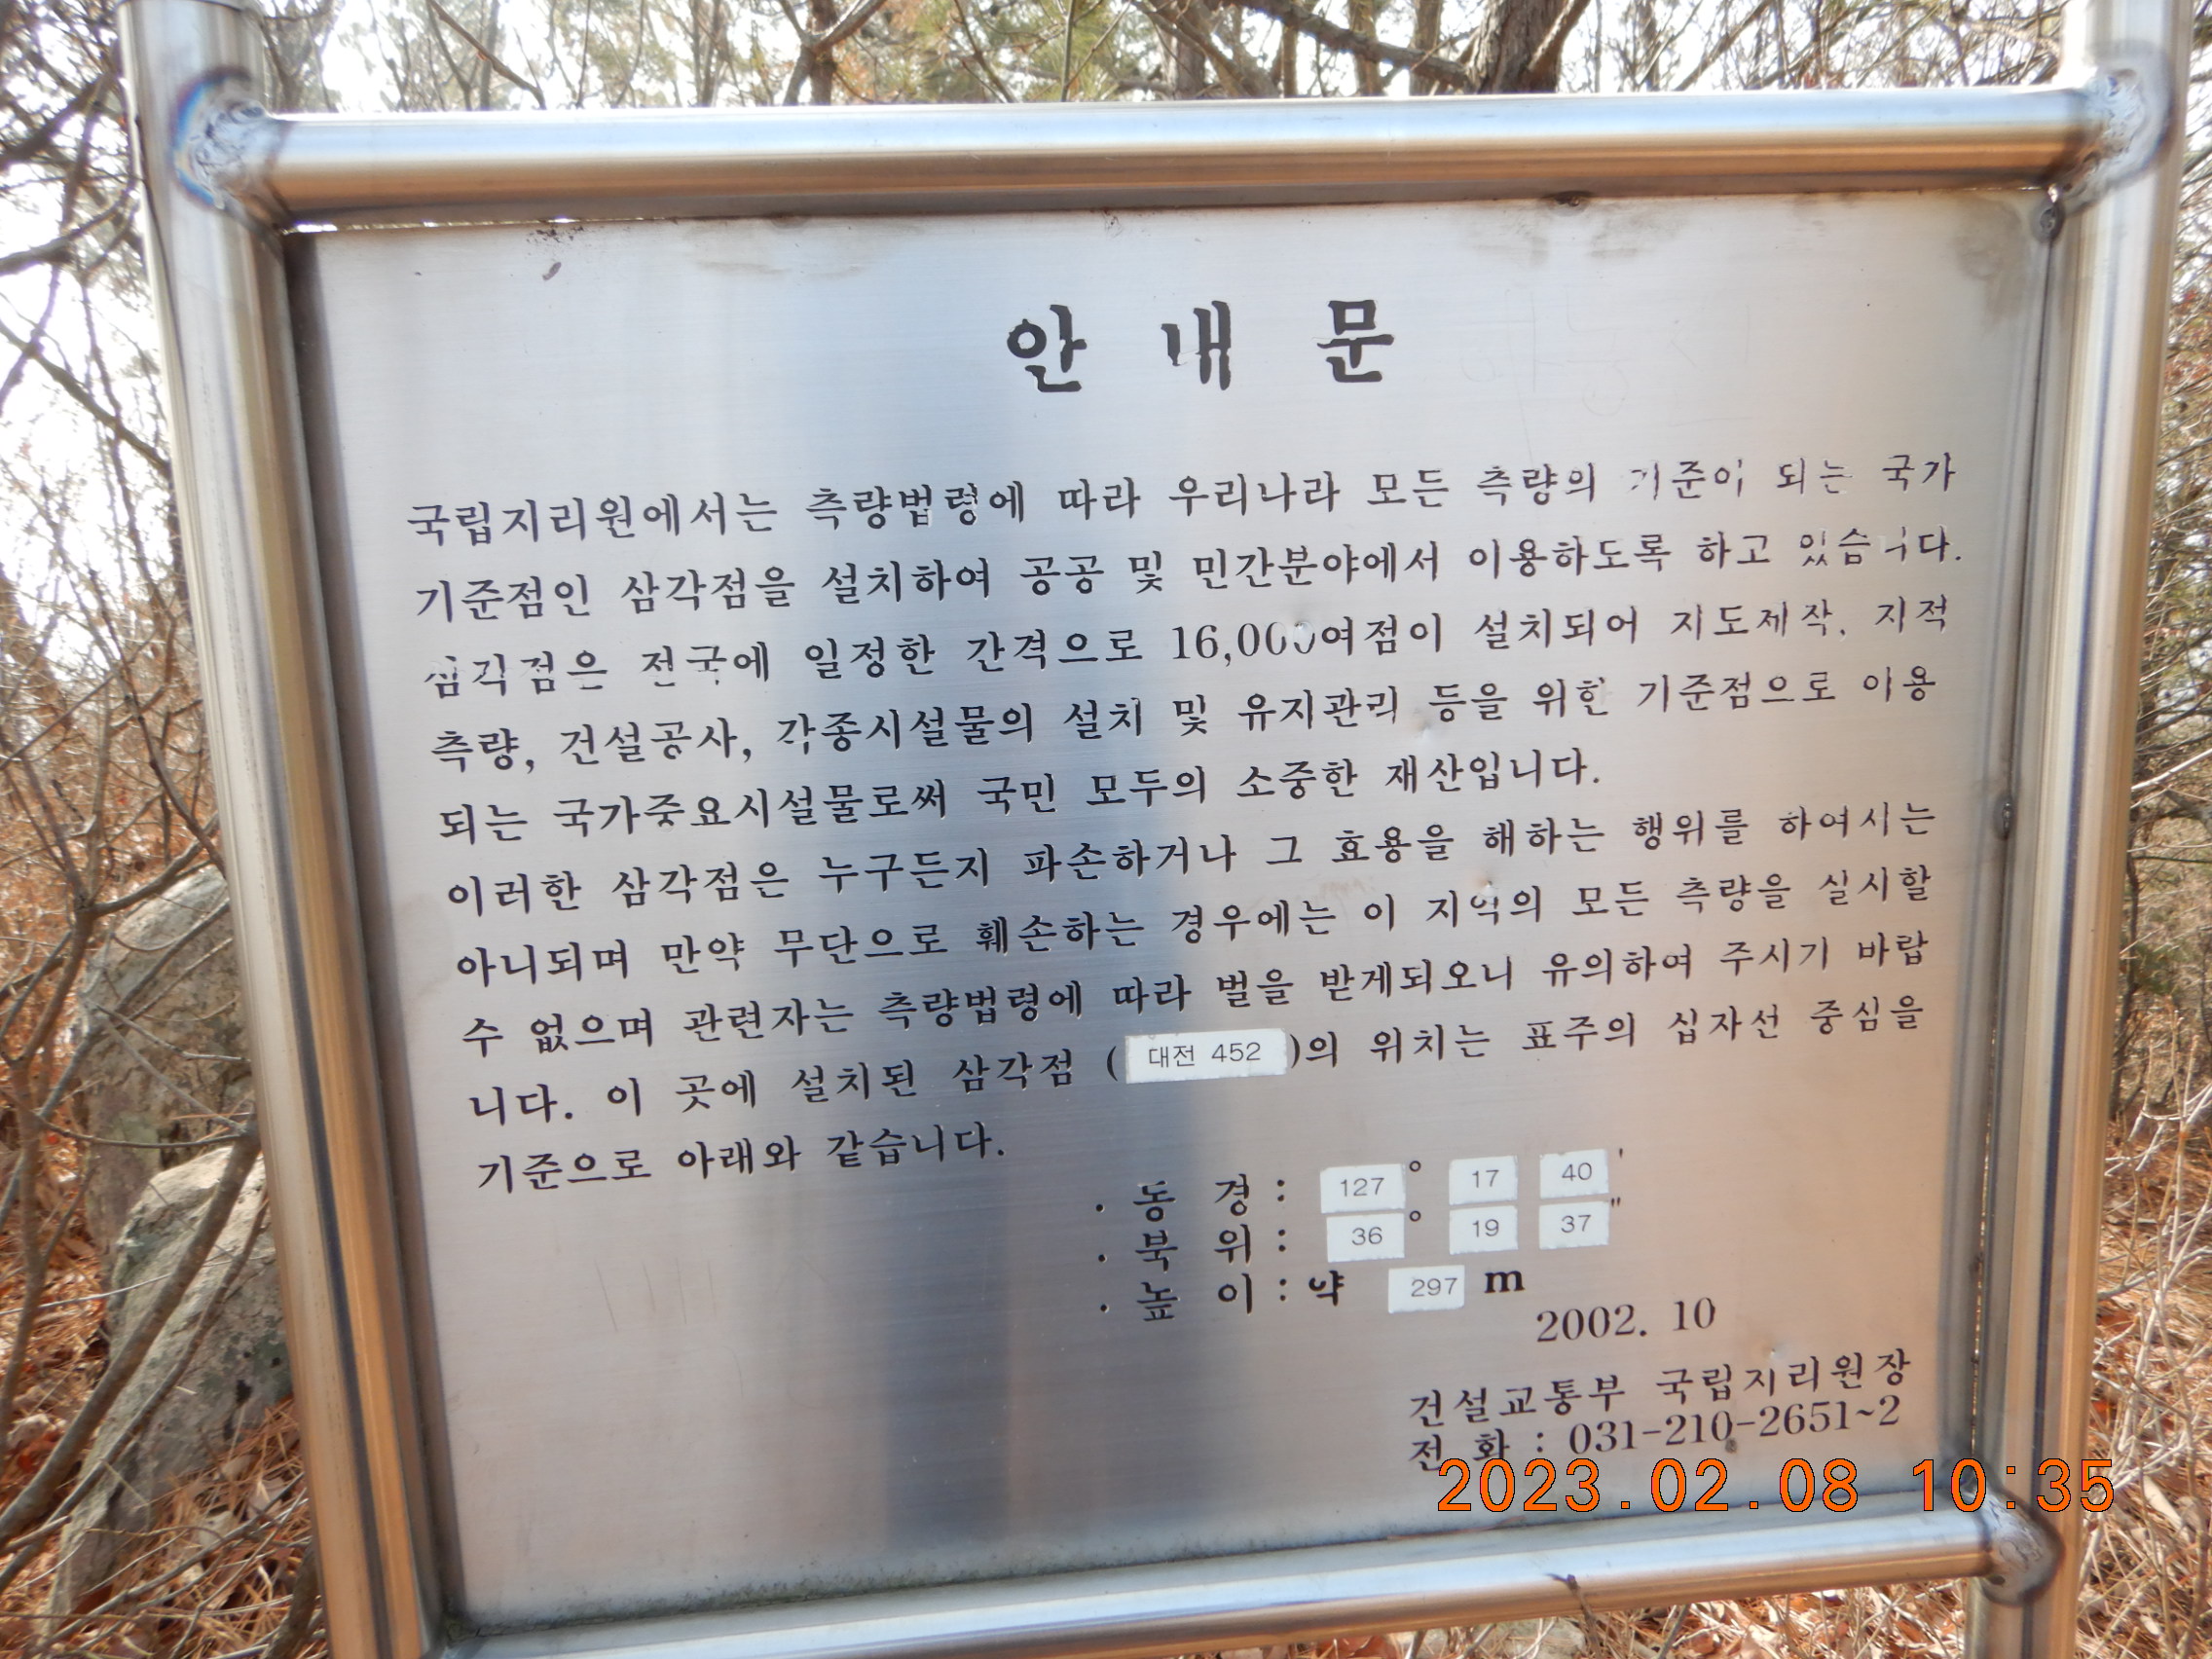 안 내 문
국립지리원에서는 측량법령에 따라 우리나라 모든 측량의 기준이 되는 국가
기준점인 삼각점을 설치하여 공공 및 민간분야에서 이용하도록 하고 있습니다.
삼각점은 전국에 일정한 간격으로 16,000여점이 설치되어 지도제작, 지적
측량, 건설공사, 각종시설물의 설치 및 유지관리 등을 위한 기준점으로 이용
되는 국가중요시설물로써 국민 모두의 소중한 재산입니다.
이러한 삼각점은 누구든지 파손하거나 그 효용을 해하는 행위를 하여서는
아니되며 만약 무단으로 훼손하는 경우에는 이 지역의 모든 측량을 실시할
수 없으며 관련자는 측량법령에 따라 벌을 받게되오니 유의하여 주시기 바랍
니다. 이 곳에 설치된 삼각점 (대전 452)의 위치는 표주의 십자선 중심을
기준으로 아래와 같습니다.
. 동 경 : 127° 17 40 '
. 북 위 : 36° 19 37 "
. 높 이 : 약 297 m
2002. 10
건설교통부 국립지리원장
전 화 : 031-210-2651~2
2023.02.08 10:35